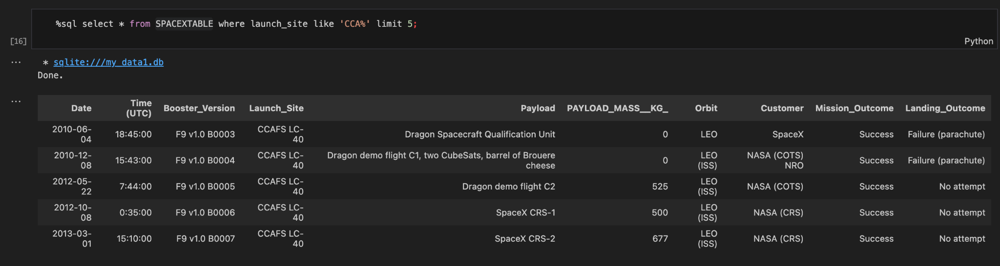 %sql select * from SPACEXTABLE where launch_site like 'CCA%' limit 5;
[16]
Python
... * sqlite:///my_data1.db
Done.
...
Date Time (UTC) Booster_Version Launch_Site Payload PAYLOAD_MASS__KG_ Orbit Customer Mission_Outcome Landing_Outcome
2010-06-04 18:45:00 F9 v1.0 B0003 CCAFS LC-40 Dragon Spacecraft Qualification Unit 0 LEO SpaceX Success Failure (parachute)
2010-12-08 15:43:00 F9 v1.0 B0004 CCAFS LC-40 Dragon demo flight C1, two CubeSats, barrel of Brouere cheese 0 LEO (ISS) NASA (COTS) NRO Success Failure (parachute)
2012-05-22 7:44:00 F9 v1.0 B0005 CCAFS LC-40 Dragon demo flight C2 525 LEO (ISS) NASA (COTS) Success No attempt
2012-10-08 0:35:00 F9 v1.0 B0006 CCAFS LC-40 SpaceX CRS-1 500 LEO (ISS) NASA (CRS) Success No attempt
2013-03-01 15:10:00 F9 v1.0 B0007 CCAFS LC-40 SpaceX CRS-2 677 LEO (ISS) NASA (CRS) Success No attempt